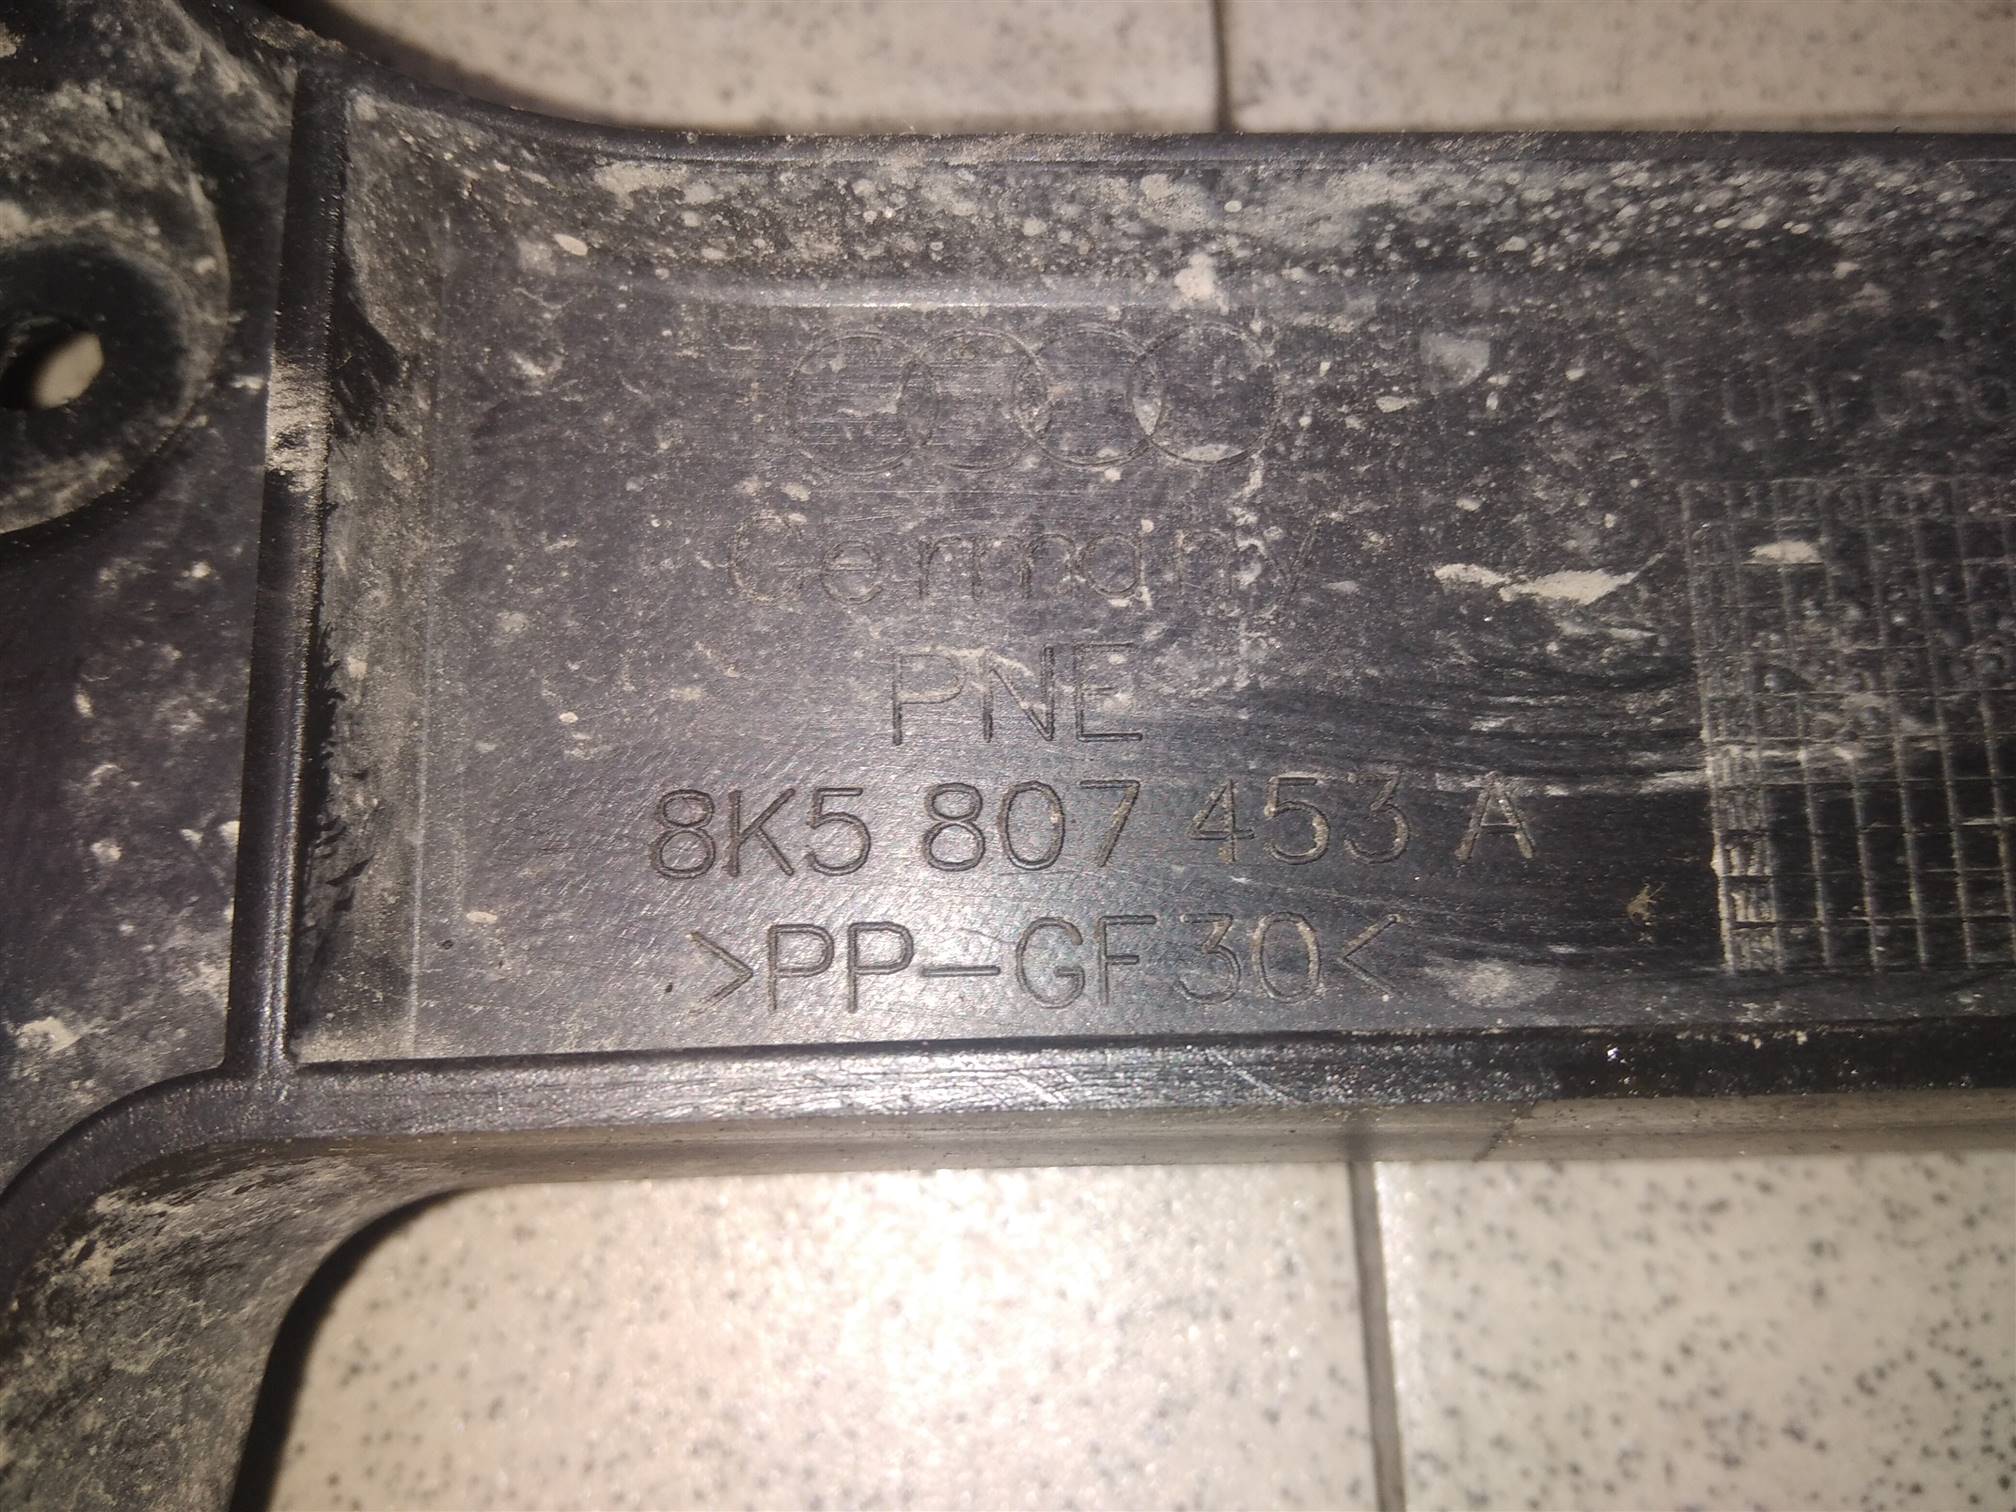 Germany
PNE
8K5 807 453 A
>PP-GF30<